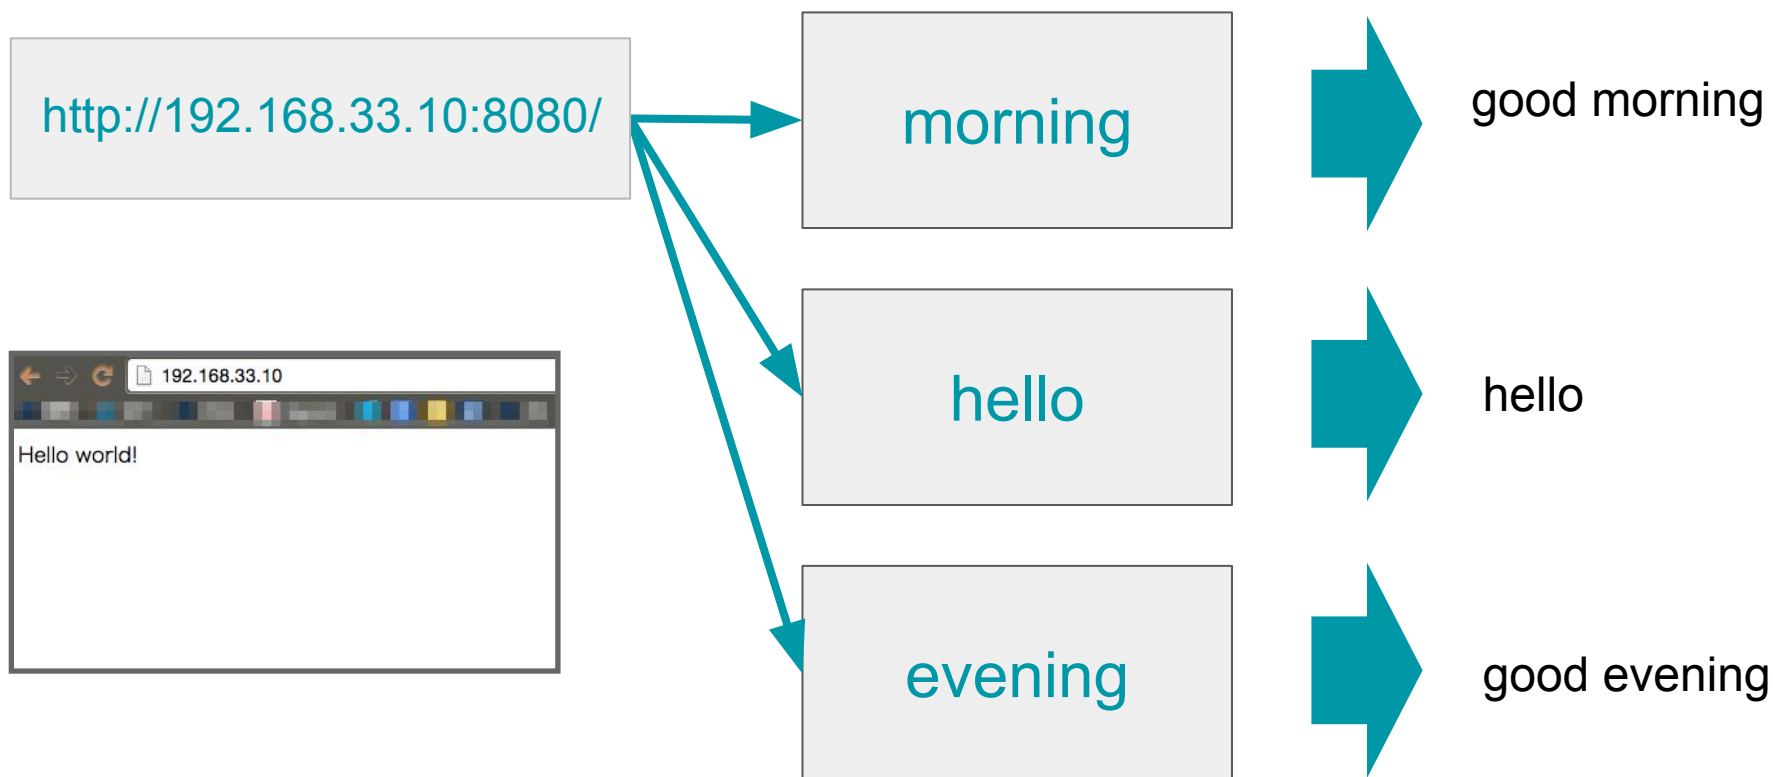 http://192.168.33.10:8080/
morning
good morning
hello
hello
192.168.33.10
Hello world!
evening
good evening